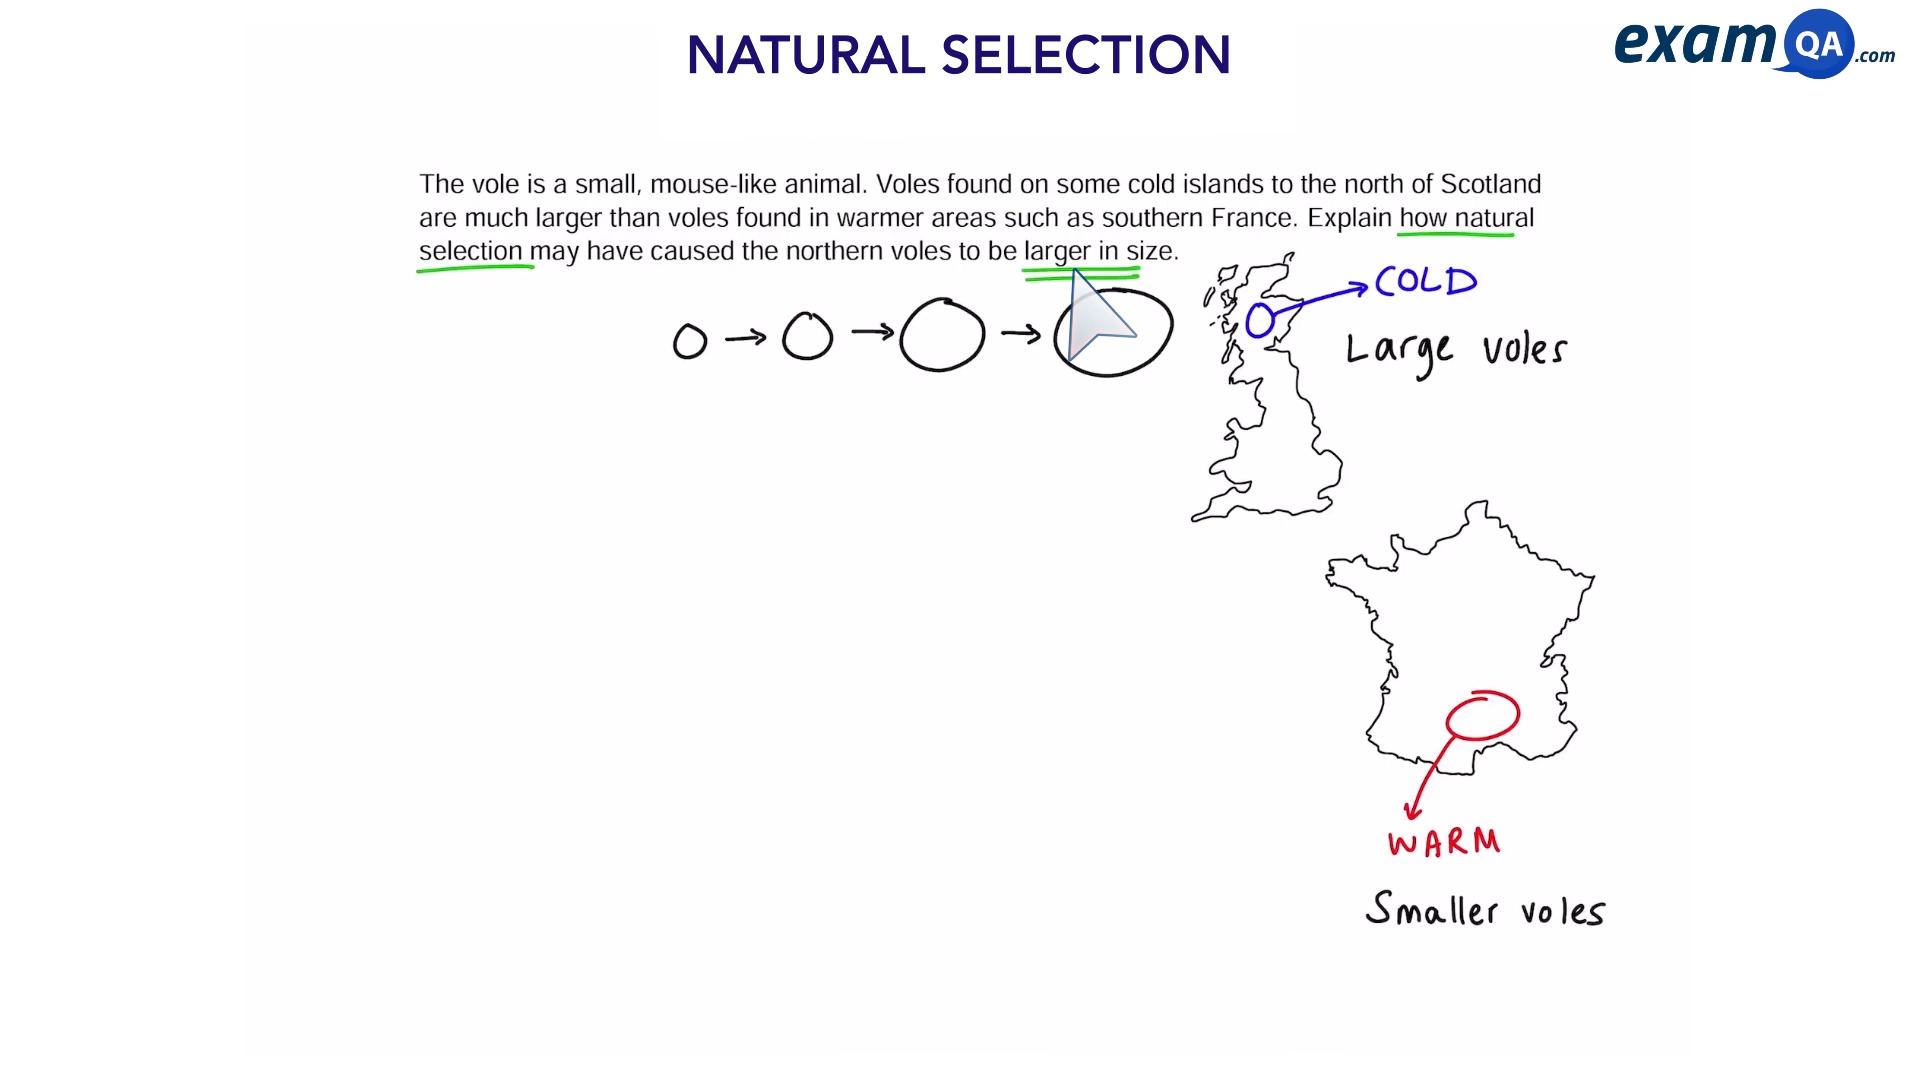 NATURAL SELECTION
examQA.com
The vole is a small, mouse-like animal. Voles found on some cold islands to the north of Scotland
are much larger than voles found in warmer areas such as southern France. Explain how natural
selection may have caused the northern voles to be larger in size.
COLD
Large voles
WARM
Smaller voles